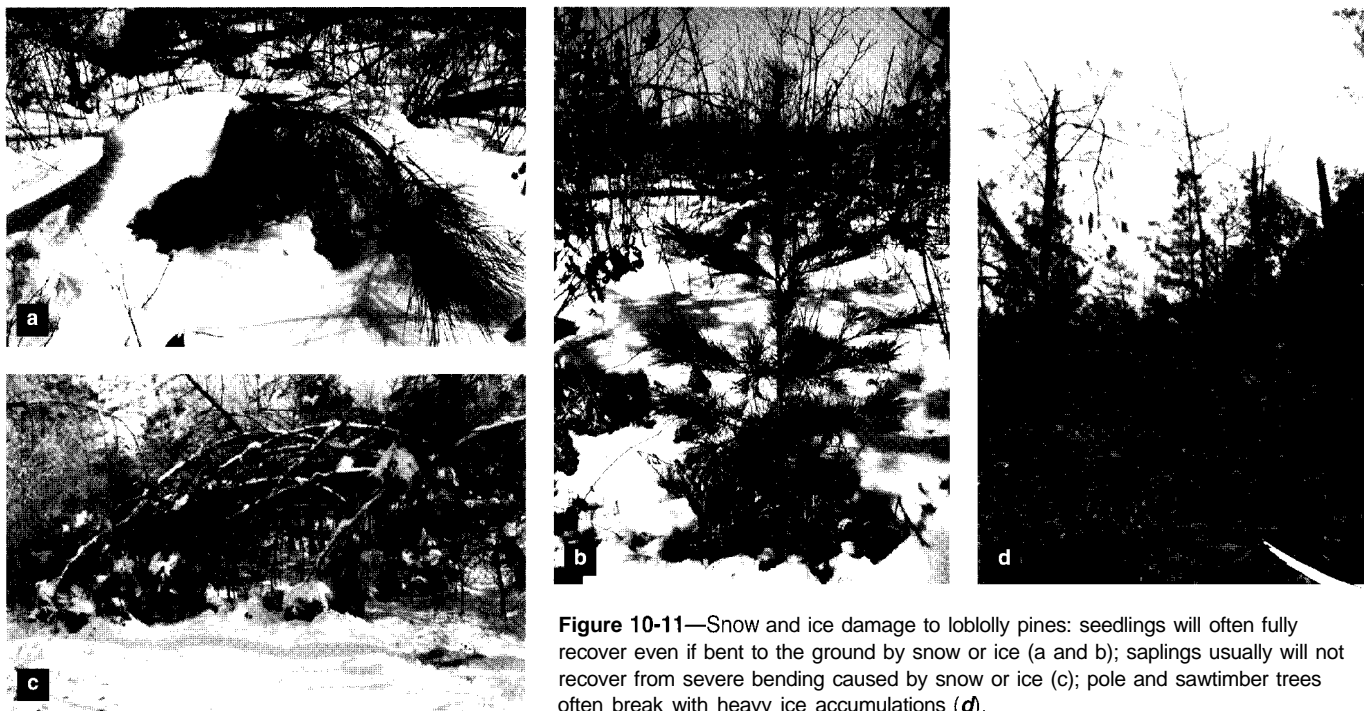 a
b
c
d
Figure 10-11—Snow and ice damage to loblolly pines: seedlings will often fully
recover even if bent to the ground by snow or ice (a and b); saplings usually will not
recover from severe bending caused by snow or ice (c); pole and sawtimber trees
often break with heavy ice accumulations (d).